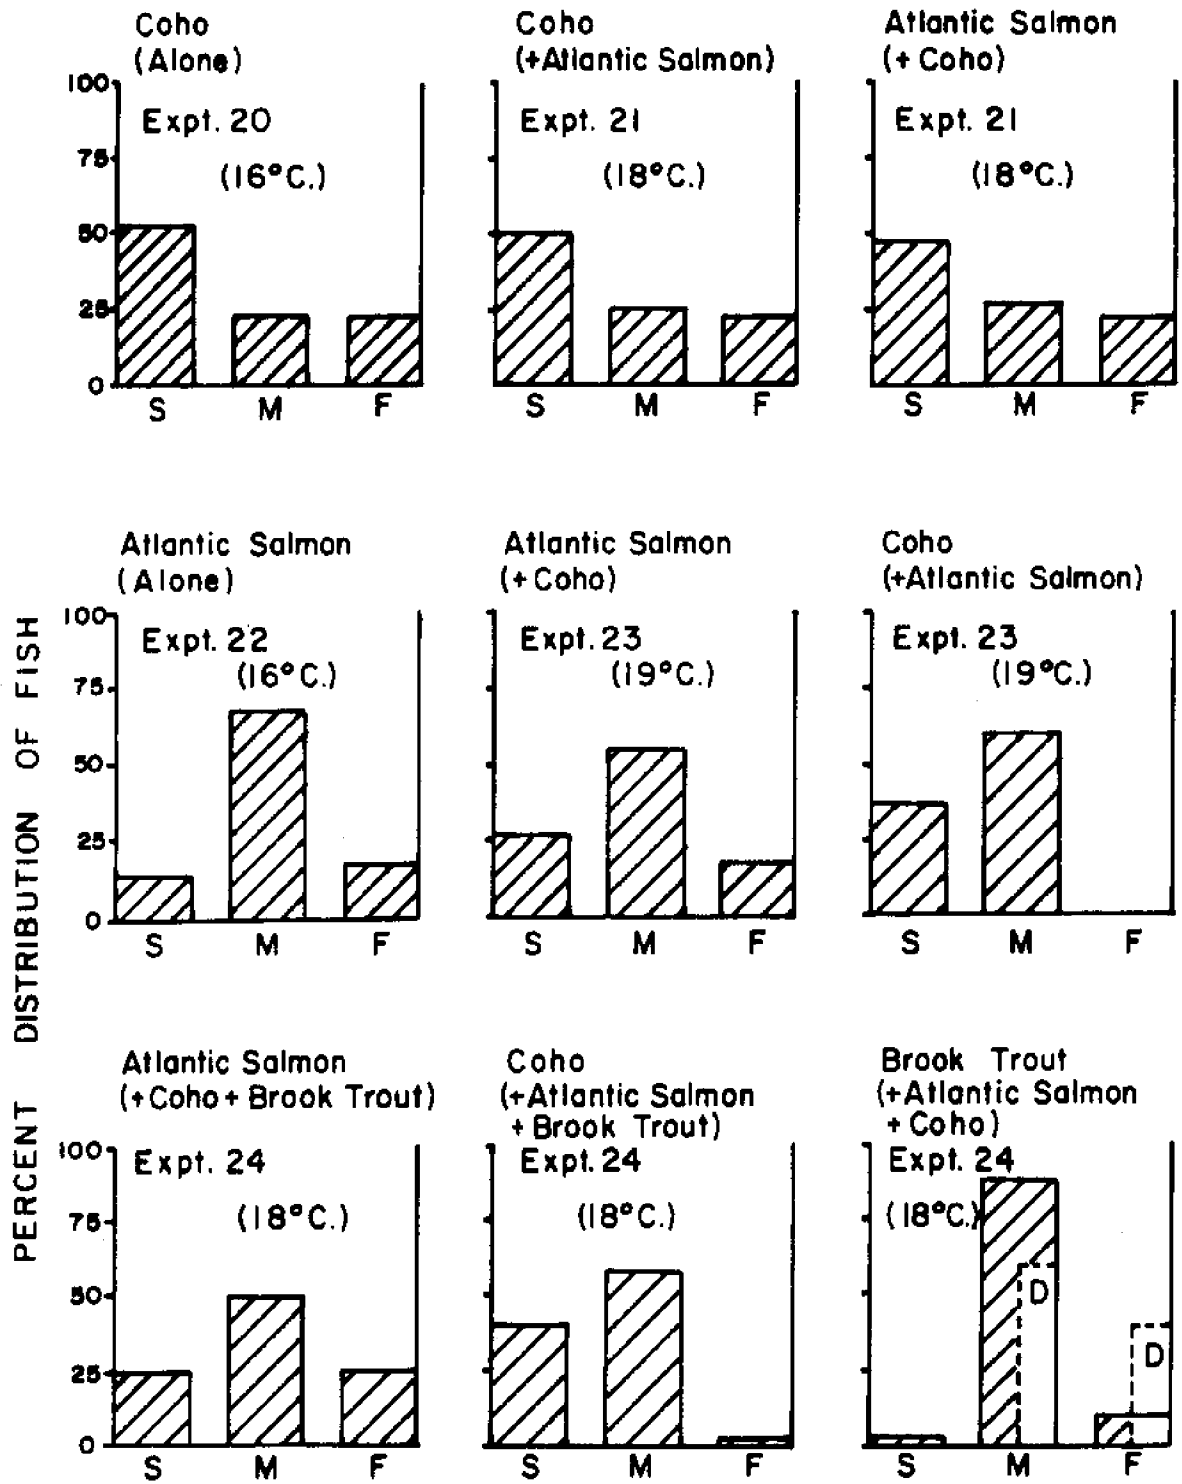 Coho
(Alone)
Expt. 20
(16°C.)
100
75
50
25
0
S M F
Coho
(+Atlantic Salmon)
Expt. 21
(18°C.)
S M F
Atlantic Salmon
(+ Coho)
Expt. 21
(18°C.)
S M F
PERCENT DISTRIBUTION OF FISH
Atlantic Salmon
(Alone)
Expt. 22
(16°C.)
100
75
50
25
0
S M F
Atlantic Salmon
(+ Coho)
Expt. 23
(19°C.)
S M F
Coho
(+Atlantic Salmon)
Expt. 23
(19°C.)
S M F
Atlantic Salmon
(+Coho + Brook Trout)
Expt. 24
(18°C.)
100
75
50
25
0
S M F
Coho
(+Atlantic Salmon
+ Brook Trout)
Expt. 24
(18°C.)
S M F
Brook Trout
(+Atlantic Salmon
+ Coho)
Expt. 24
(18°C.)
D
D
S M F